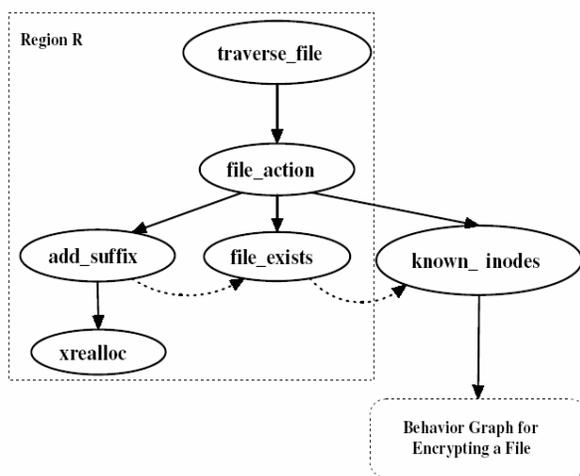 Region R
traverse_file
file_action
add_suffix
file_exists
known_ inodes
xrealloc
Behavior Graph for
Encrypting a File